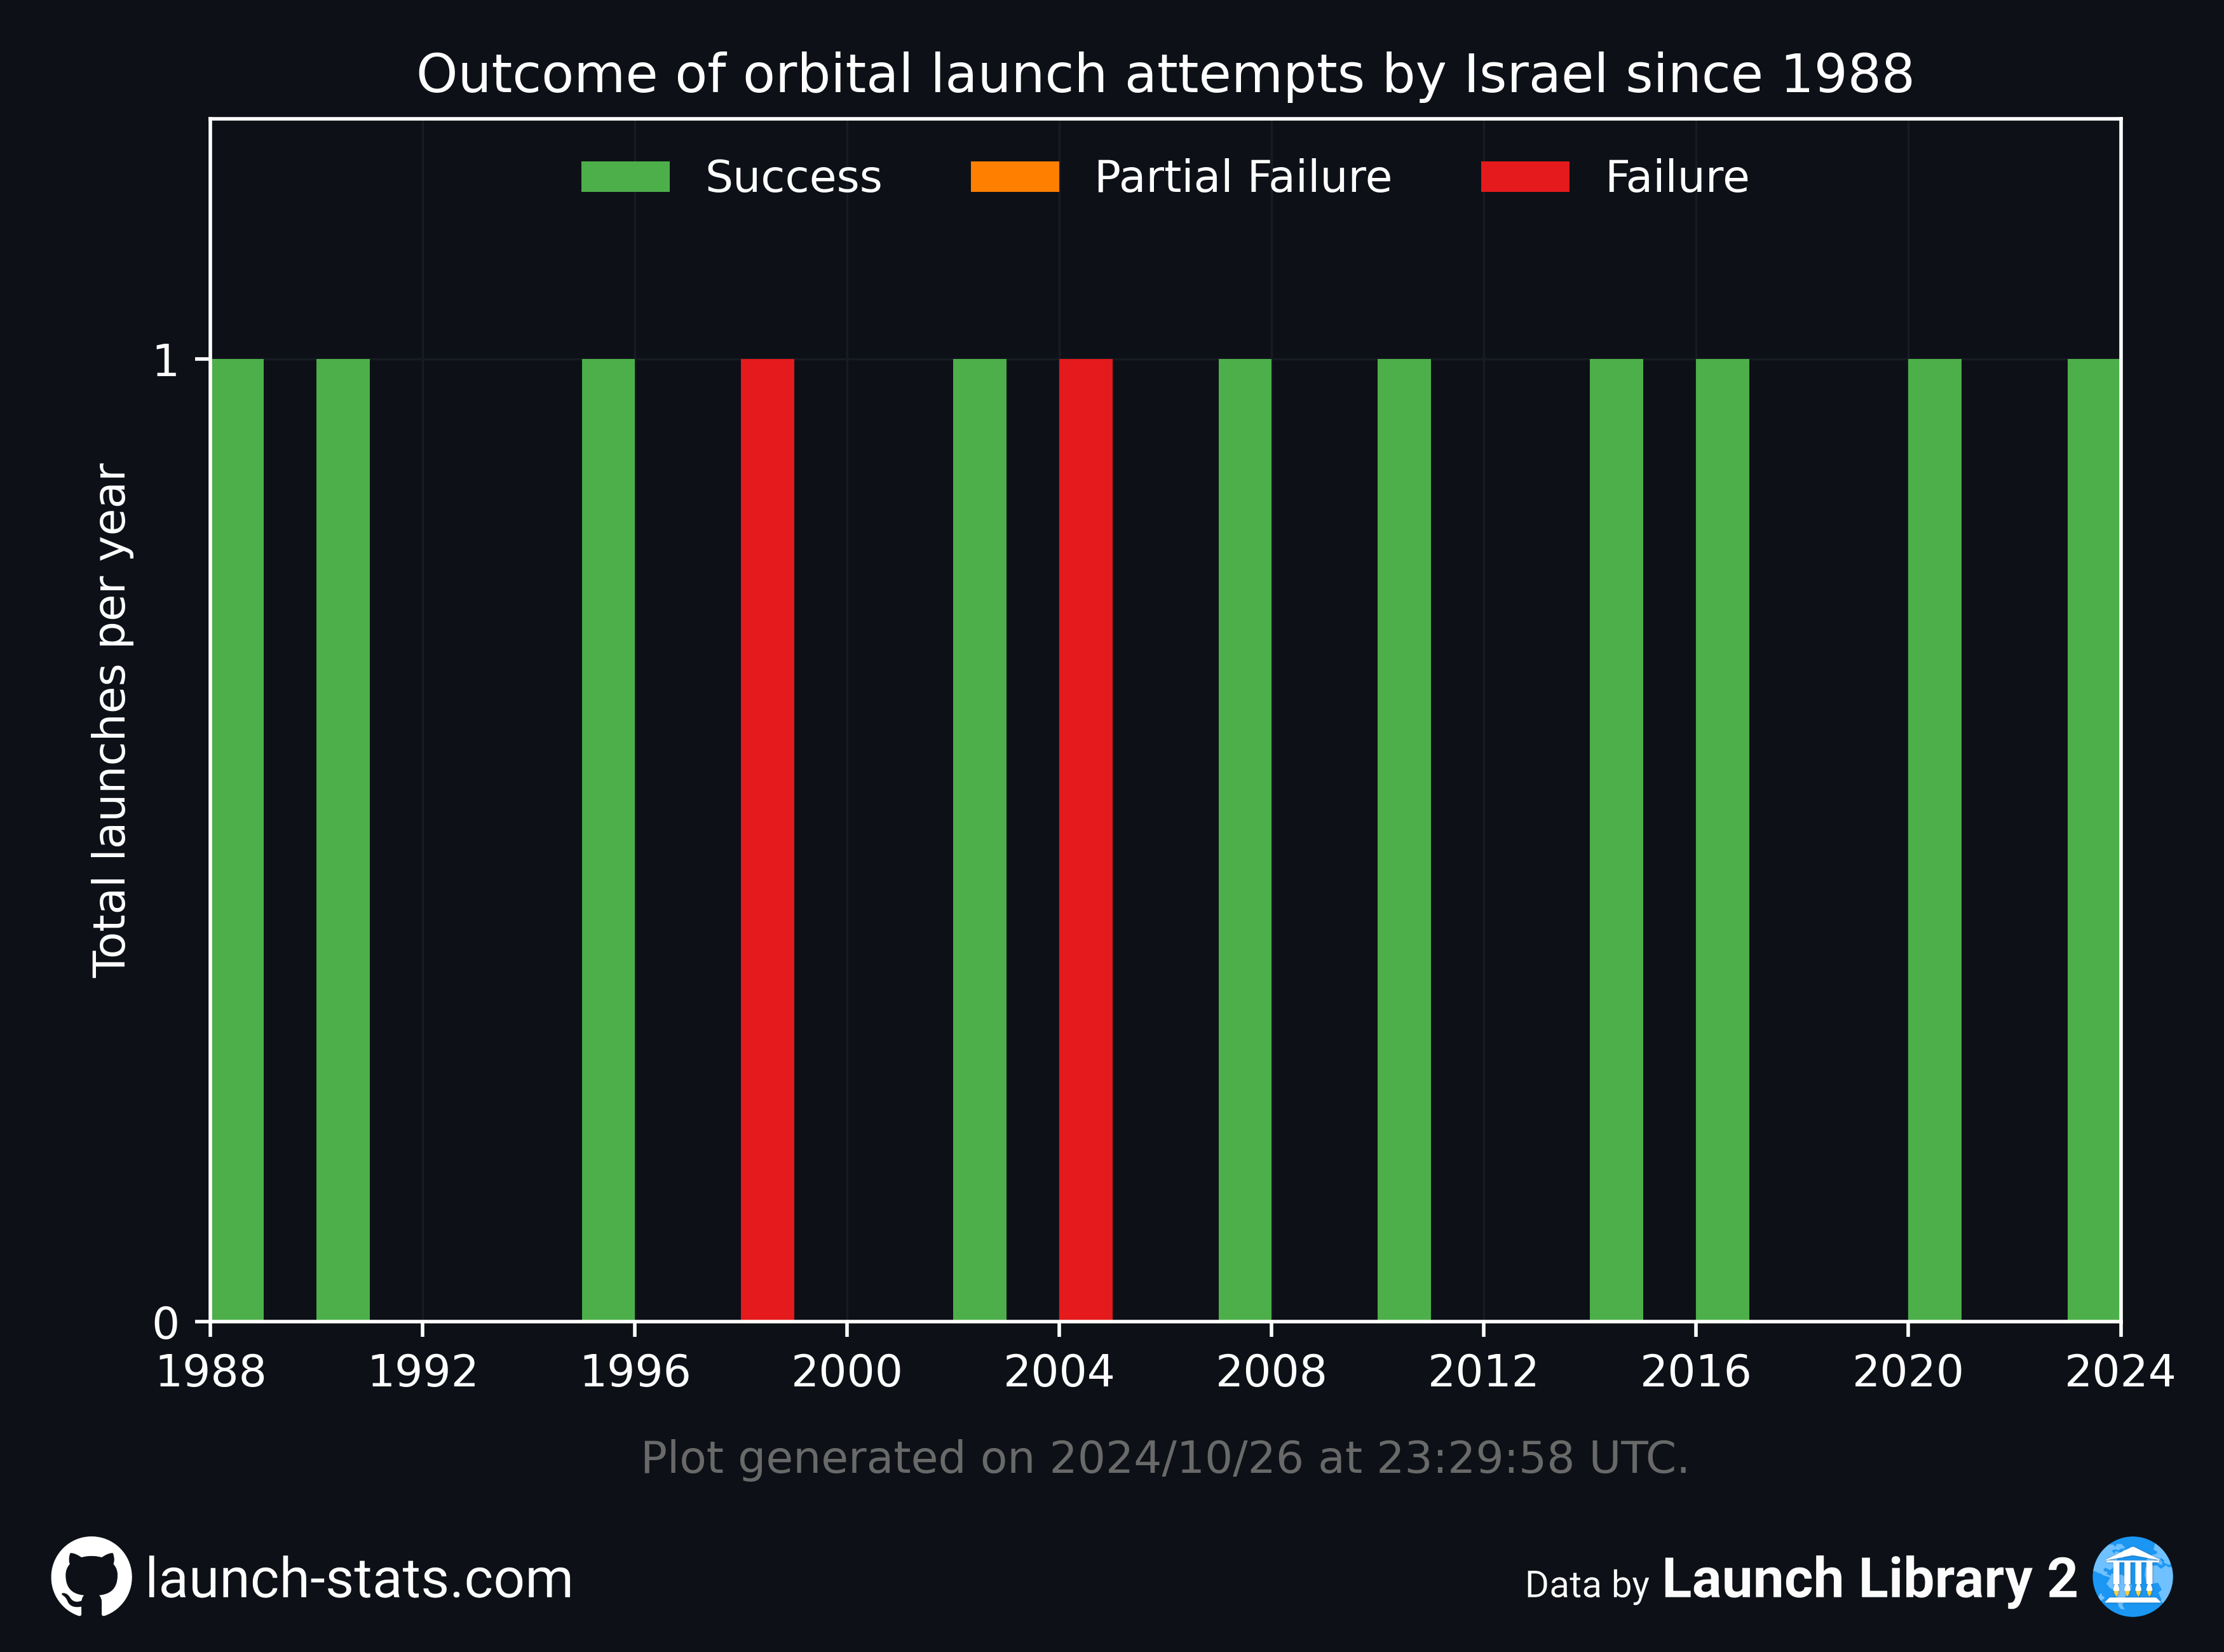 Outcome of orbital launch attempts by Israel since 1988
Success Partial Failure Failure
Total launches per year
1
0
1988 1992 1996 2000 2004 2008 2012 2016 2020 2024
Plot generated on 2024/10/26 at 23:29:58 UTC.
launch-stats.com
Data by Launch Library 2